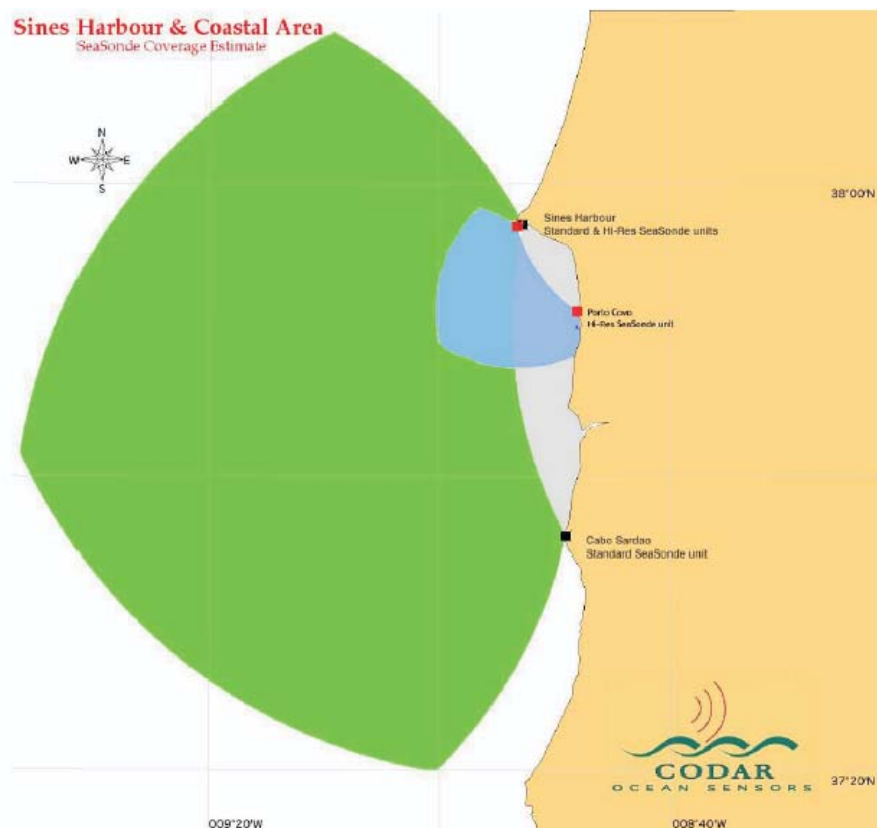 Sines Harbour & Coastal Area
SeaSonde Coverage Estimate
N
W E
S
38°00'N
Sines Harbour
Standard & Hi-Res SeaSonde units
Porto Covo
Hi-Res SeaSonde unit
Cabo Sardao
Standard SeaSonde unit
CODAR
OCEAN SENSORS
37°20'N
009°20'W
008°40'W